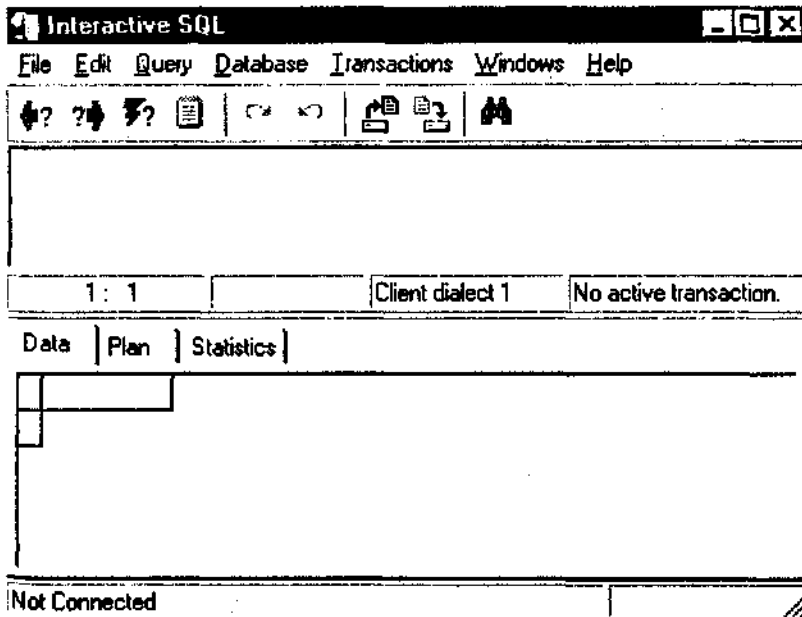 Interactive SQL
File Edit Query Database Transactions Windows Help
? ? ?
1 : 1 Client dialect 1 No active transaction.
Data Plan Statistics
Not Connected